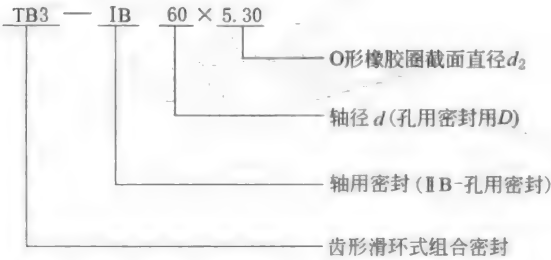 TB3 — ⅠB 60 × 5.30
O形橡胶圈截面直径d₂
轴径 d (孔用密封用D)
轴用密封 (ⅡB-孔用密封)
齿形滑环式组合密封